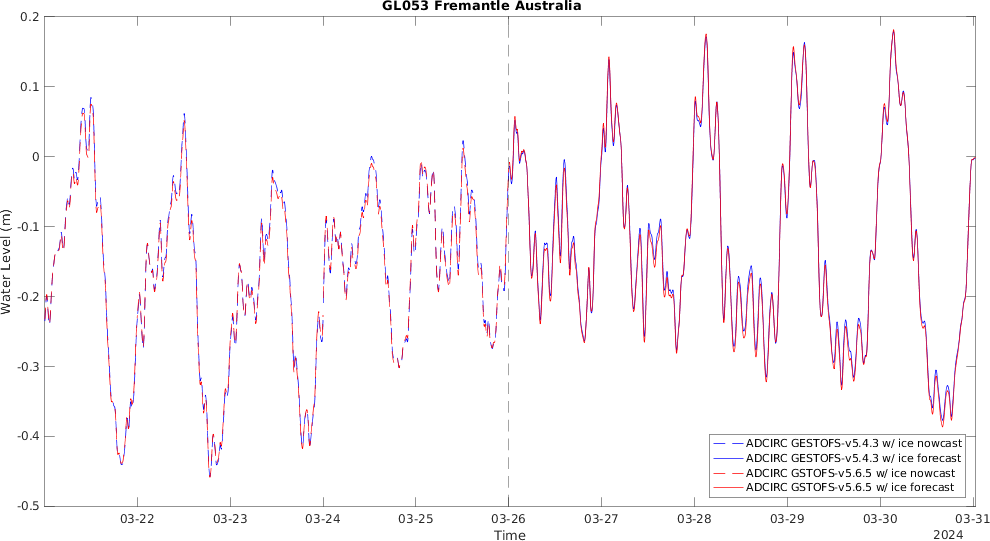 GL053 Fremantle Australia
0.2
0.1
0
-0.1
-0.2
-0.3
-0.4
-0.5
Water Level (m)
ADCIRC GESTOFS-v5.4.3 w/ ice nowcast
ADCIRC GESTOFS-v5.4.3 w/ ice forecast
ADCIRC GSTOFS-v5.6.5 w/ ice nowcast
ADCIRC GSTOFS-v5.6.5 w/ ice forecast
03-22 03-23 03-24 03-25 03-26 03-27 03-28 03-29 03-30 03-31
Time
2024